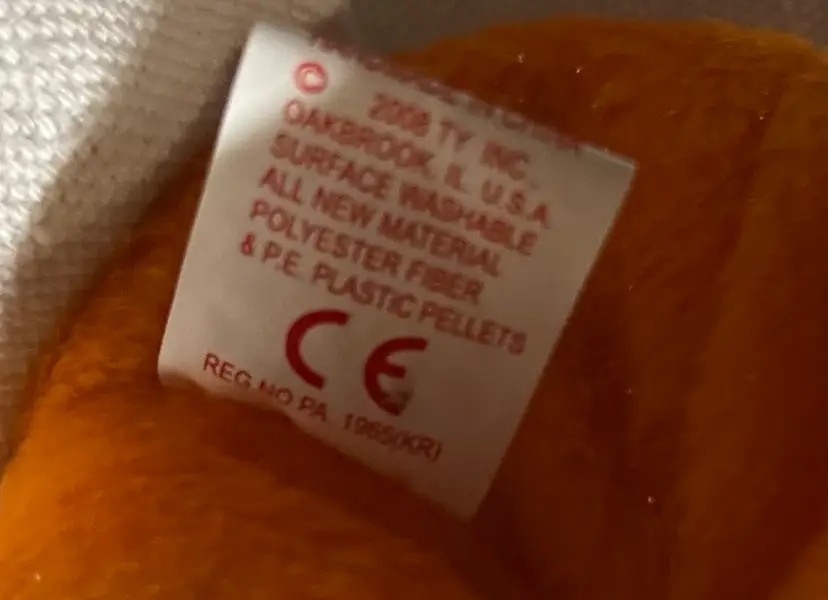 © 2008 TY INC.
OAKBROOK, IL U.S.A.
SURFACE WASHABLE
ALL NEW MATERIAL
POLYESTER FIBER
& P.E. PLASTIC PELLETS
CE
REG.NO.PA. 1965(KR)